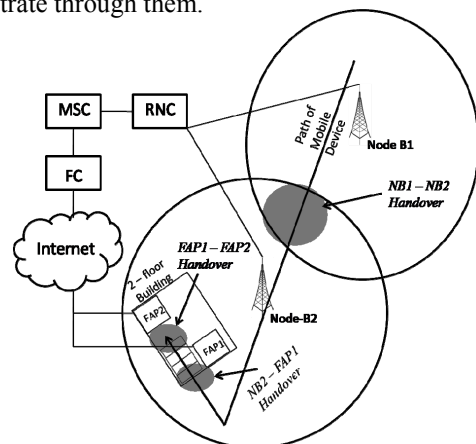 trate through them.
MSC
RNC
FC
Internet
Path of
Mobile
Device
Node B1
NB1 – NB2
Handover
FAP1 – FAP2
Handover
2 – floor
Building
FAP2
FAP1
Node-B2
NB2 – FAP1
Handover